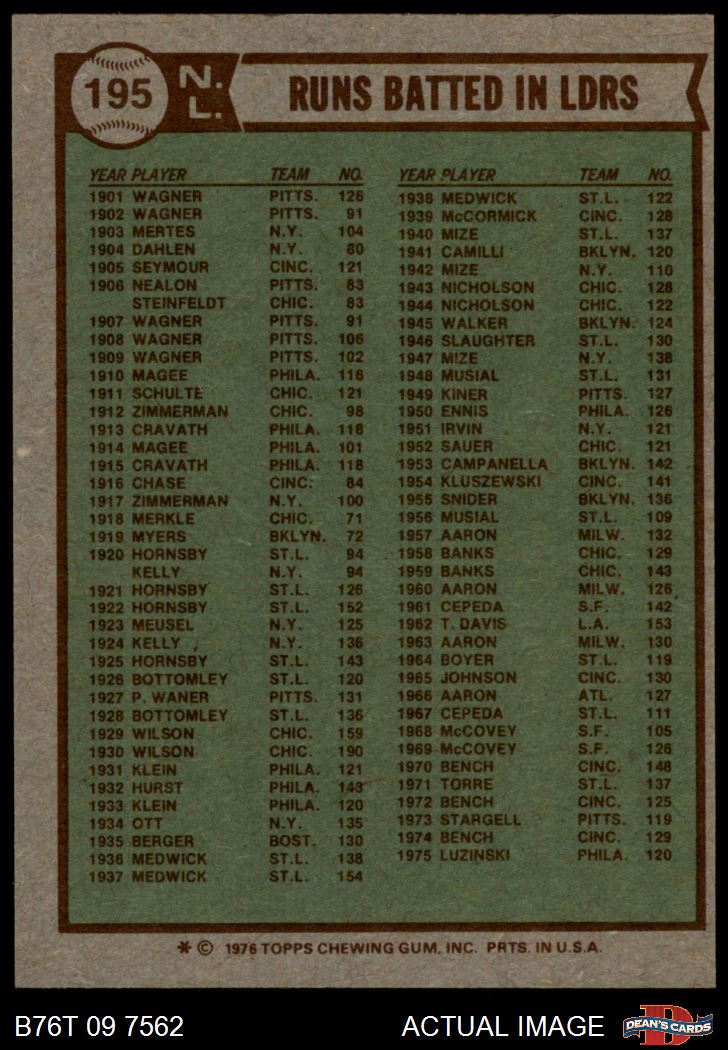 195
N.
L.
RUNS BATTED IN LDRS
YEAR PLAYER TEAM NO.
1901 WAGNER PITTS. 126
1902 WAGNER PITTS. 91
1903 MERTES N.Y. 104
1904 DAHLEN N.Y. 80
1905 SEYMOUR CINC. 121
1906 NEALON PITTS. 83
STEINFELDT CHIC. 83
1907 WAGNER PITTS. 91
1908 WAGNER PITTS. 106
1909 WAGNER PITTS. 102
1910 MAGEE PHILA. 116
1911 SCHULTE CHIC. 121
1912 ZIMMERMAN CHIC. 98
1913 CRAVATH PHILA. 118
1914 MAGEE PHILA. 101
1915 CRAVATH PHILA. 118
1916 CHASE CINC. 84
1917 ZIMMERMAN N.Y. 100
1918 MERKLE CHIC. 71
1919 MYERS BKLYN. 72
1920 HORNSBY ST.L. 94
KELLY N.Y. 94
1921 HORNSBY ST.L. 126
1922 HORNSBY ST.L. 152
1923 MEUSEL N.Y. 125
1924 KELLY N.Y. 136
1925 HORNSBY ST.L. 143
1926 BOTTOMLEY ST.L. 120
1927 P. WANER PITTS. 131
1928 BOTTOMLEY ST.L. 136
1929 WILSON CHIC. 159
1930 WILSON CHIC. 190
1931 KLEIN PHILA. 121
1932 HURST PHILA. 143
1933 KLEIN PHILA. 120
1934 OTT N.Y. 135
1935 BERGER BOST. 130
1936 MEDWICK ST.L. 138
1937 MEDWICK ST.L. 154
YEAR PLAYER TEAM NO.
1938 MEDWICK ST.L. 122
1939 McCORMICK CINC. 128
1940 MIZE ST.L. 137
1941 CAMILLI BKLYN. 120
1942 MIZE N.Y. 110
1943 NICHOLSON CHIC. 128
1944 NICHOLSON CHIC. 122
1945 WALKER BKLYN. 124
1946 SLAUGHTER ST.L. 130
1947 MIZE N.Y. 138
1948 MUSIAL ST.L. 131
1949 KINER PITTS. 127
1950 ENNIS PHILA. 126
1951 IRVIN N.Y. 121
1952 SAUER CHIC. 121
1953 CAMPANELLA BKLYN. 142
1954 KLUSZEWSKI CINC. 141
1955 SNIDER BKLYN. 136
1956 MUSIAL ST.L. 109
1957 AARON MILW. 132
1958 BANKS CHIC. 129
1959 BANKS CHIC. 143
1960 AARON MILW. 126
1961 CEPEDA S.F. 142
1962 T. DAVIS L.A. 153
1963 AARON MILW. 130
1964 BOYER ST.L. 119
1965 JOHNSON CINC. 130
1966 AARON ATL. 127
1967 CEPEDA ST.L. 111
1968 McCOVEY S.F. 105
1969 McCOVEY S.F. 126
1970 BENCH CINC. 148
1971 TORRE ST.L. 137
1972 BENCH CINC. 125
1973 STARGELL PITTS. 119
1974 BENCH CINC. 129
1975 LUZINSKI PHILA. 120
* © 1976 TOPPS CHEWING GUM, INC. PRTS. IN U.S.A.
B76T 09 7562
ACTUAL IMAGE
D
DEAN'S CARDS